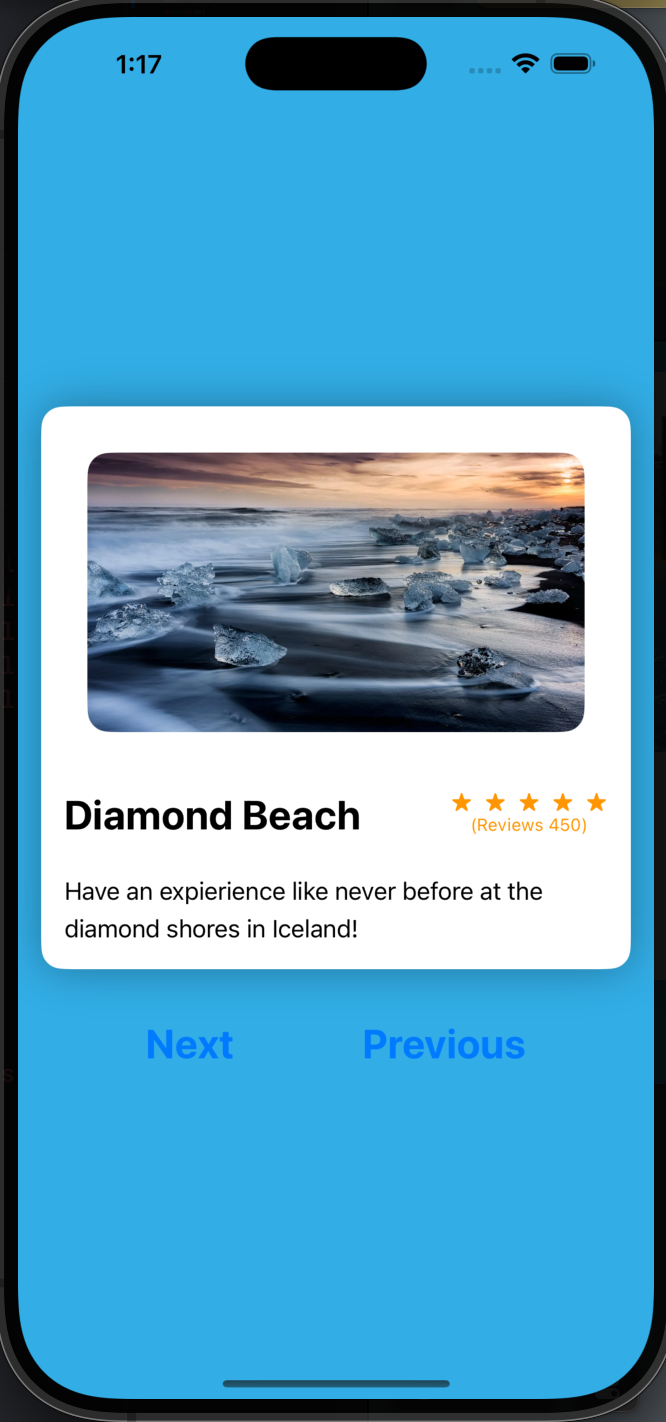 1:17
Diamond Beach
(Reviews 450)
Have an expierience like never before at the
diamond shores in Iceland!
Next Previous